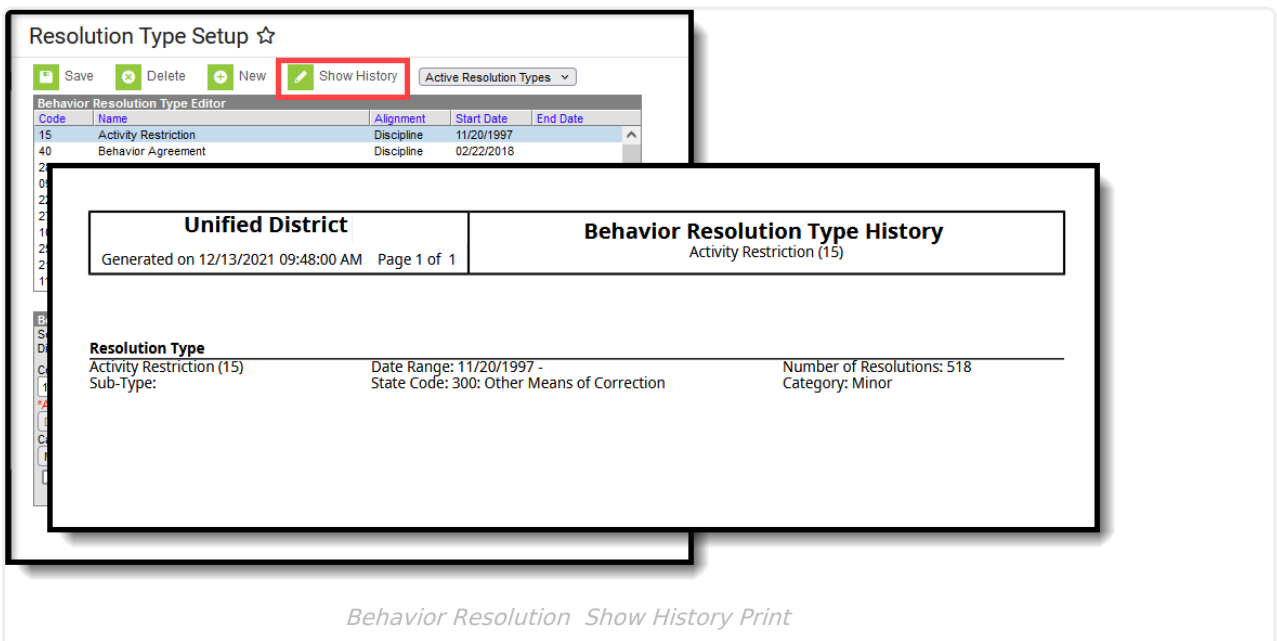 Resolution Type Setup
Save Delete New Show History Active Resolution Types
Behavior Resolution Type Editor
Code Name Alignment Start Date End Date
15 Activity Restriction Discipline 11/20/1997
40 Behavior Agreement Discipline 02/22/2018
Unified District
Generated on 12/13/2021 09:48:00 AM Page 1 of 1
Behavior Resolution Type History
Activity Restriction (15)
Resolution Type
Activity Restriction (15) Date Range: 11/20/1997 - Number of Resolutions: 518
Sub-Type: State Code: 300: Other Means of Correction Category: Minor
Behavior Resolution Show History Print